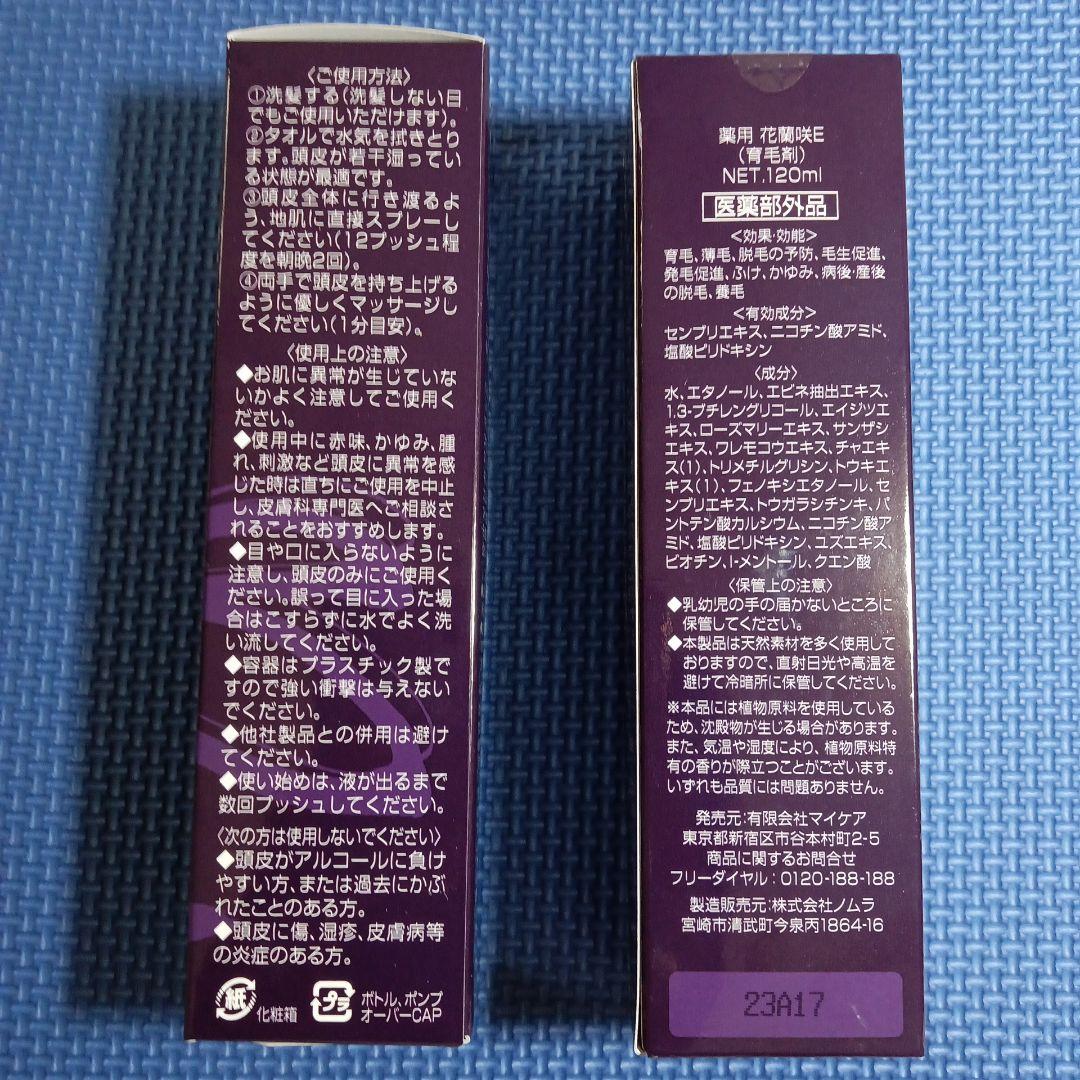 〈ご使用方法〉
①洗髪する(洗髪しない日
でもご使用いただけます)。
②タオルで水気を拭きとり
ます。頭皮が若干湿ってい
る状態が最適です。
③頭皮全体に行き渡るよ
う、地肌に直接スプレーし
てください(12プッシュ程
度を朝晩2回)。
④両手で頭皮を持ち上げる
ように優しくマッサージし
てください(1分目安)。
〈使用上の注意〉
◆お肌に異常が生じていな
いかよく注意してご使用く
ださい。
◆使用中に赤味、かゆみ、腫
れ、刺激など頭皮に異常を感
じた時は直ちにご使用を中止
し、皮膚科専門医へご相談さ
れることをおすすめします。
◆目や口に入らないように
注意し、頭皮のみにご使用く
ださい。誤って目に入った場
合はこすらずに水でよく洗
い流してください。
◆容器はプラスチック製で
すので強い衝撃は与えない
でください。
◆他社製品との併用は避け
てください。
◆使い始めは、液が出るまで
数回プッシュしてください。
〈次の方は使用しないでください〉
◆頭皮がアルコールに負け
やすい方、または過去にかぶ
れたことのある方。
◆頭皮に傷、湿疹、皮膚病等
の炎症のある方。
紙 化粧箱
プラ ボトル、ポンプ
オーバーCAP
薬用 花蘭咲E
(育毛剤)
NET.120ml
医薬部外品
<効果・効能>
育毛、薄毛、脱毛の予防、毛生促進、
発毛促進、ふけ、かゆみ、病後・産後
の脱毛、養毛
<有効成分>
センブリエキス、ニコチン酸アミド、
塩酸ピリドキシン
〈成分〉
水、エタノール、エビネ抽出エキス、
1,3-ブチレングリコール、エイジツエ
キス、ローズマリーエキス、サンザシ
エキス、ワレモコウエキス、チャエキ
ス(1)、トリメチルグリシン、トウキエ
キス(1)、フェノキシエタノール、セ
ンブリエキス、トウガラシチンキ、パ
ントテン酸カルシウム、ニコチン酸ア
ミド、塩酸ピリドキシン、ユズエキス、
ビオチン、l-メントール、クエン酸
〈保管上の注意〉
◆乳幼児の手の届かないところに
保管してください。
◆本製品は天然素材を多く使用して
おりますので、直射日光や高温を
避けて冷暗所に保管してください。
※本品には植物原料を使用している
ため、沈殿物が生じる場合があります。
また、気温や湿度により、植物原料特
有の香りが際立つことがございます。
いずれも品質には問題ありません。
発売元:有限会社マイケア
東京都新宿区市谷本村町2-5
商品に関するお問合せ
フリーダイヤル:0120-188-188
製造販売元:株式会社ノムラ
宮崎市清武町今泉丙1864-16
23A17